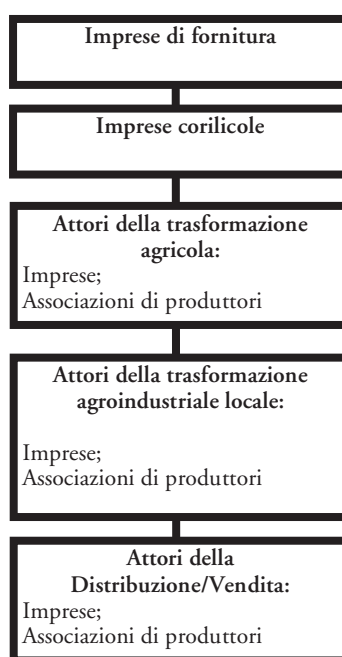 Imprese di fornitura
Imprese corilicole
Attori della trasformazione
agricola:
Imprese;
Associazioni di produttori
Attori della trasformazione
agroindustriale locale:
Imprese;
Associazioni di produttori
Attori della
Distribuzione/Vendita:
Imprese;
Associazioni di produttori